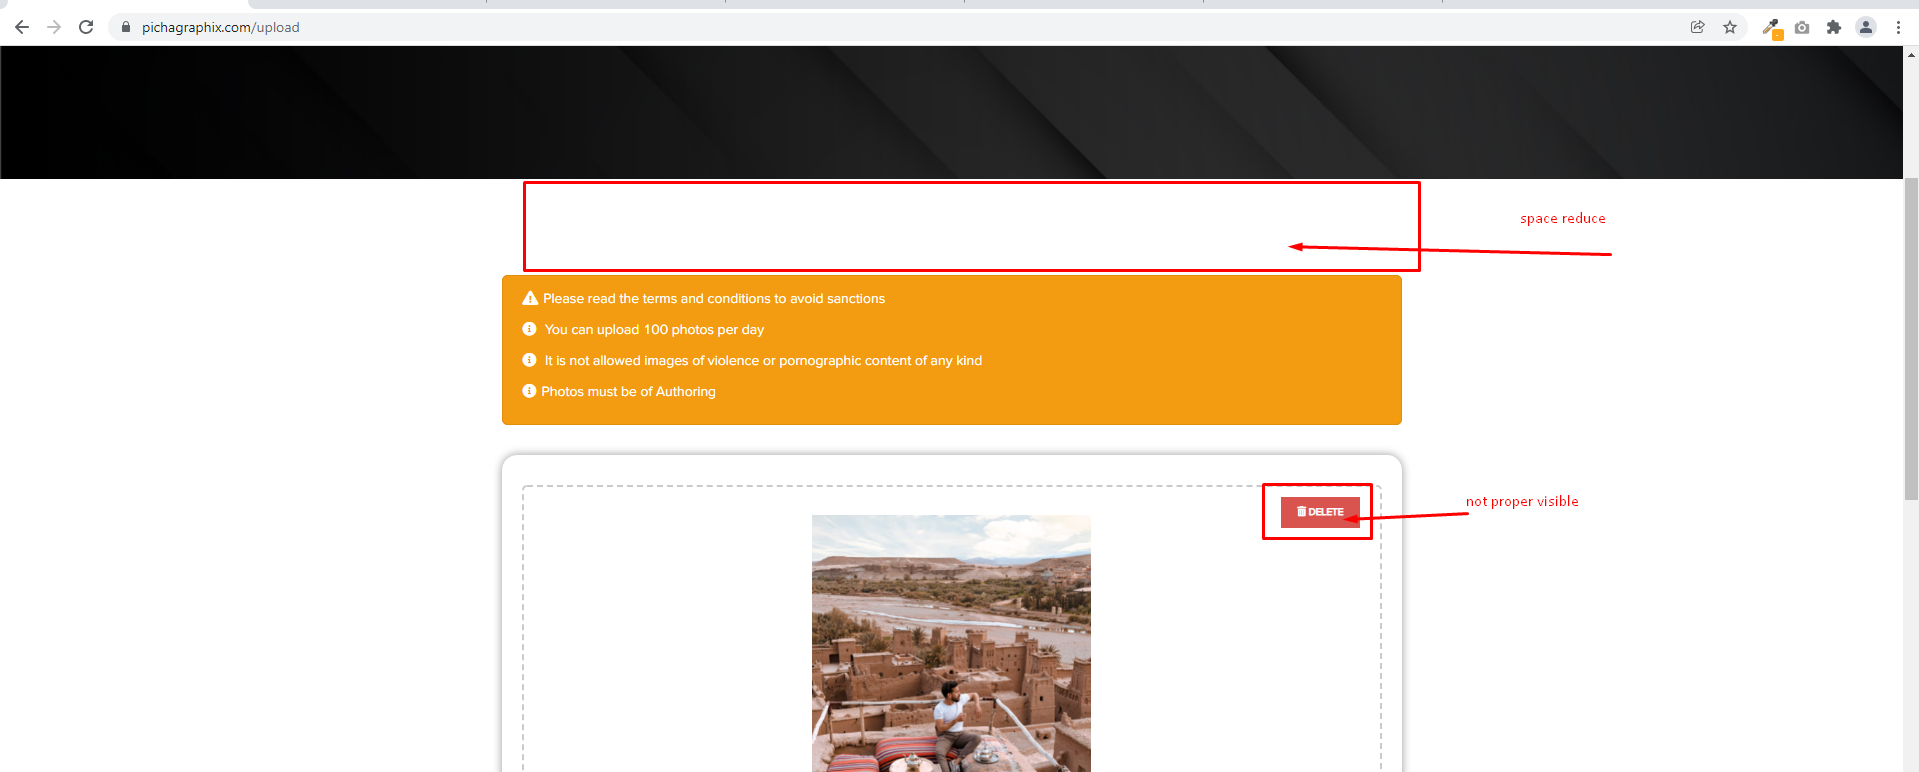 pichagraphix.com/upload
space reduce
Please read the terms and conditions to avoid sanctions
You can upload 100 photos per day
It is not allowed images of violence or pornographic content of any kind
Photos must be of Authoring
DELETE
not proper visible